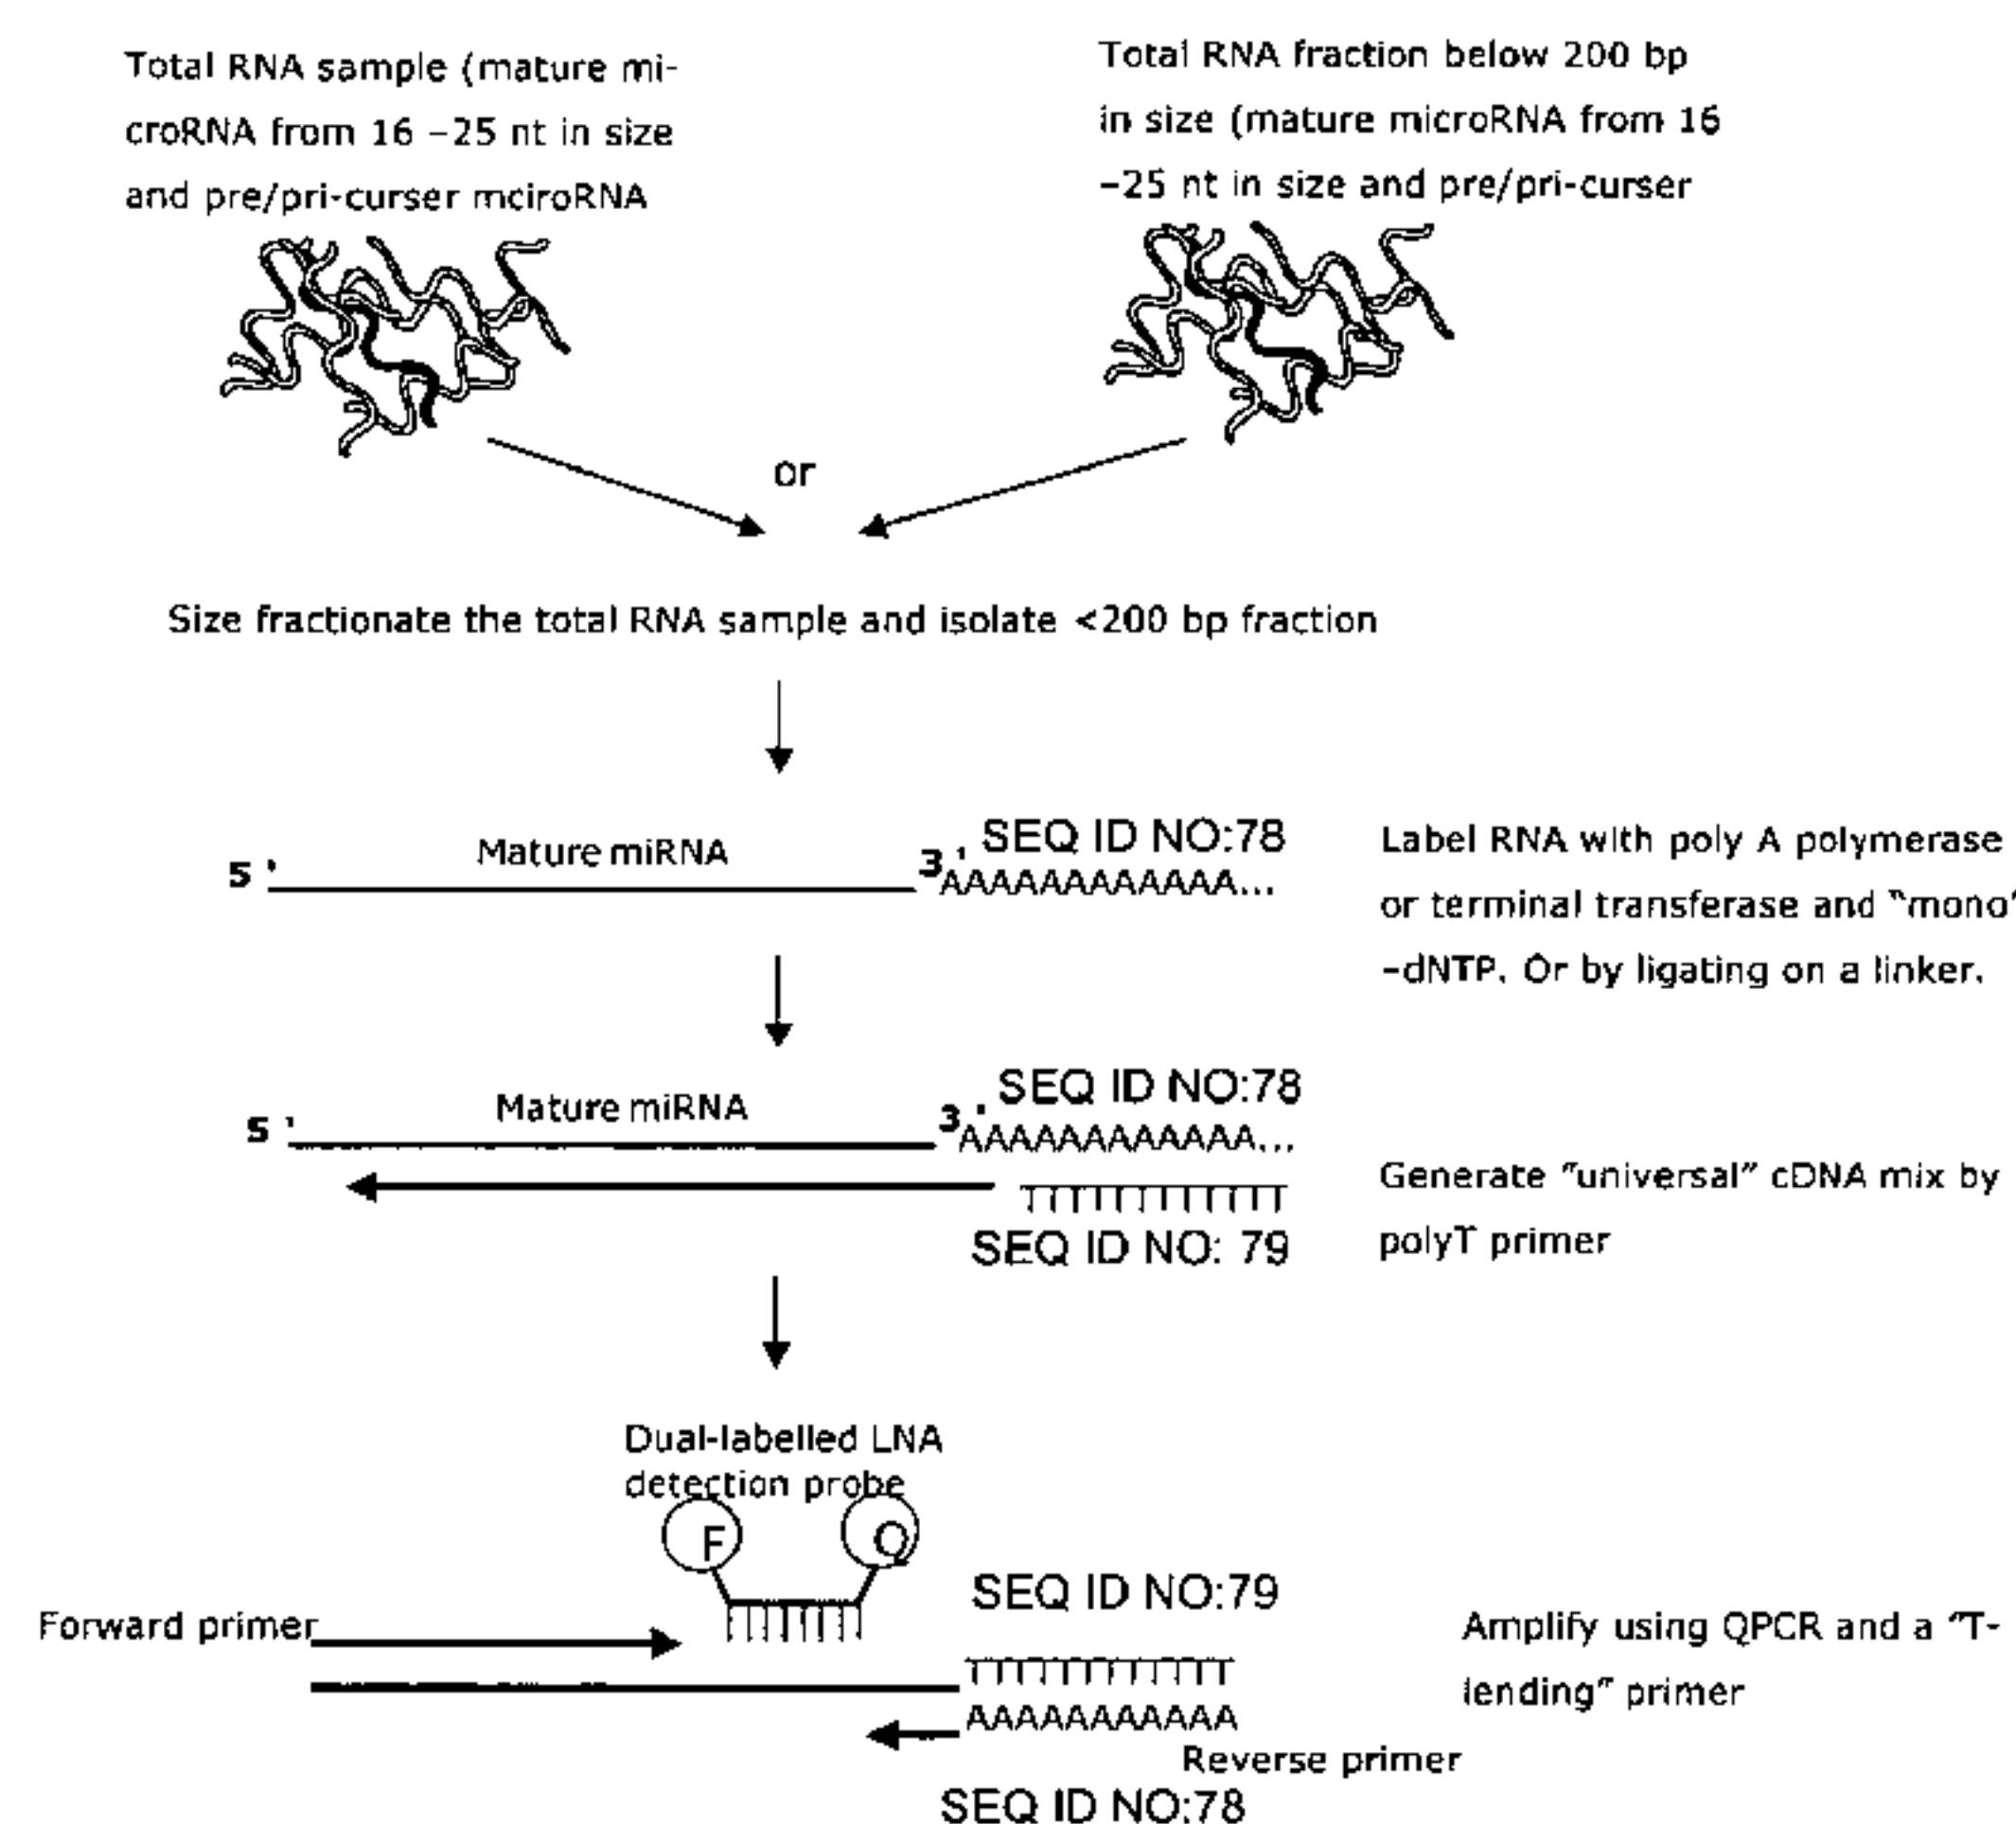 Total RNA sample (mature mi-
croRNA from 16 –25 nt in size
and pre/pri-curser mciroRNA
Total RNA fraction below 200 bp
in size (mature microRNA from 16
–25 nt in size and pre/pri-curser
or
Size fractionate the total RNA sample and isolate <200 bp fraction
5' Mature miRNA 3' SEQ ID NO:78
AAAAAAAAAAAA...
Label RNA with poly A polymerase
or terminal transferase and "mono"
–dNTP. Or by ligating on a linker.
5' Mature miRNA 3' SEQ ID NO:78
AAAAAAAAAAAA...
TTTTTTTTTTT
SEQ ID NO: 79
Generate "universal" cDNA mix by
polyT primer
Dual-labelled LNA
detection probe
F Q
SEQ ID NO:79
Forward primer
TTTTTTTTTTT
AAAAAAAAAAA
Reverse primer
SEQ ID NO:78
Amplify using QPCR and a "T-
lending" primer